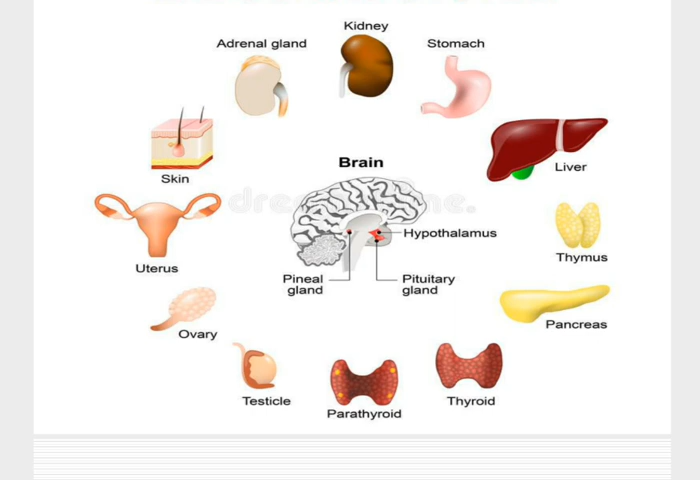 Kidney
Adrenal gland
Stomach
Skin
Brain
Liver
Hypothalamus
Uterus
Thymus
Pineal
gland
Pituitary
gland
Ovary
Pancreas
Testicle
Parathyroid
Thyroid